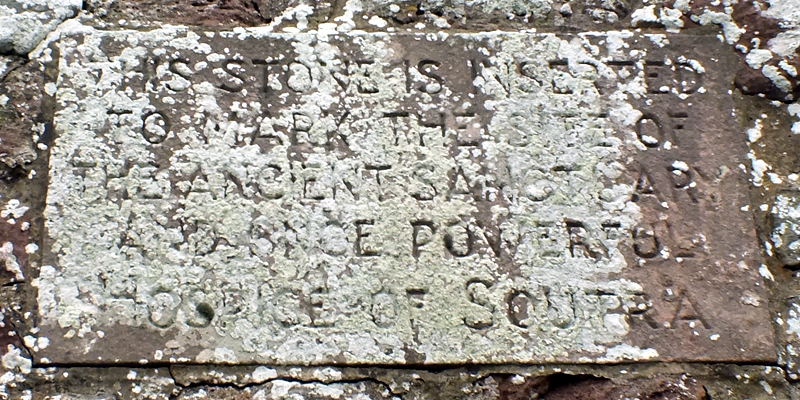 THIS STONE IS INSERTED
TO MARK THE SITE OF
THE ANCIENT SANCTUARY
AND ONCE POWERFUL
HOSPICE OF SOUTRA